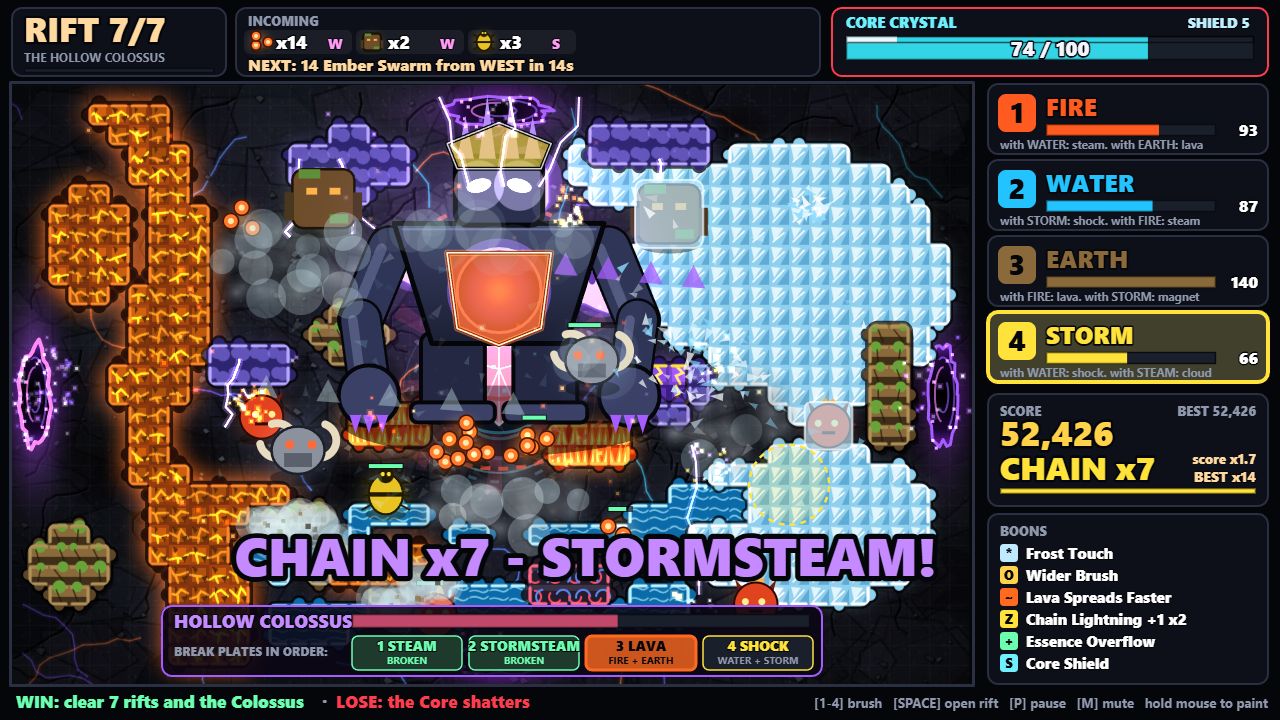 RIFT 7/7
THE HOLLOW COLOSSUS
INCOMING
x14 W x2 W x3 S
NEXT: 14 Ember Swarm from WEST in 14s
CORE CRYSTAL SHIELD 5
74 / 100
1 FIRE
93
with WATER: steam. with EARTH: lava
2 WATER
87
with STORM: shock. with FIRE: steam
3 EARTH
140
with FIRE: lava. with STORM: magnet
4 STORM
66
with WATER: shock. with STEAM: cloud
SCORE BEST 52,426
52,426
CHAIN x7
score x1.7
BEST x14
BOONS
* Frost Touch
O Wider Brush
~ Lava Spreads Faster
Z Chain Lightning +1 x2
+ Essence Overflow
S Core Shield
CHAIN x7 - STORMSTEAM!
HOLLOW COLOSSUS
BREAK PLATES IN ORDER:
1 STEAM
BROKEN
2 STORMSTEAM
BROKEN
3 LAVA
FIRE + EARTH
4 SHOCK
WATER + STORM
WIN: clear 7 rifts and the Colossus · LOSE: the Core shatters
[1-4] brush [SPACE] open rift [P] pause [M] mute hold mouse to paint